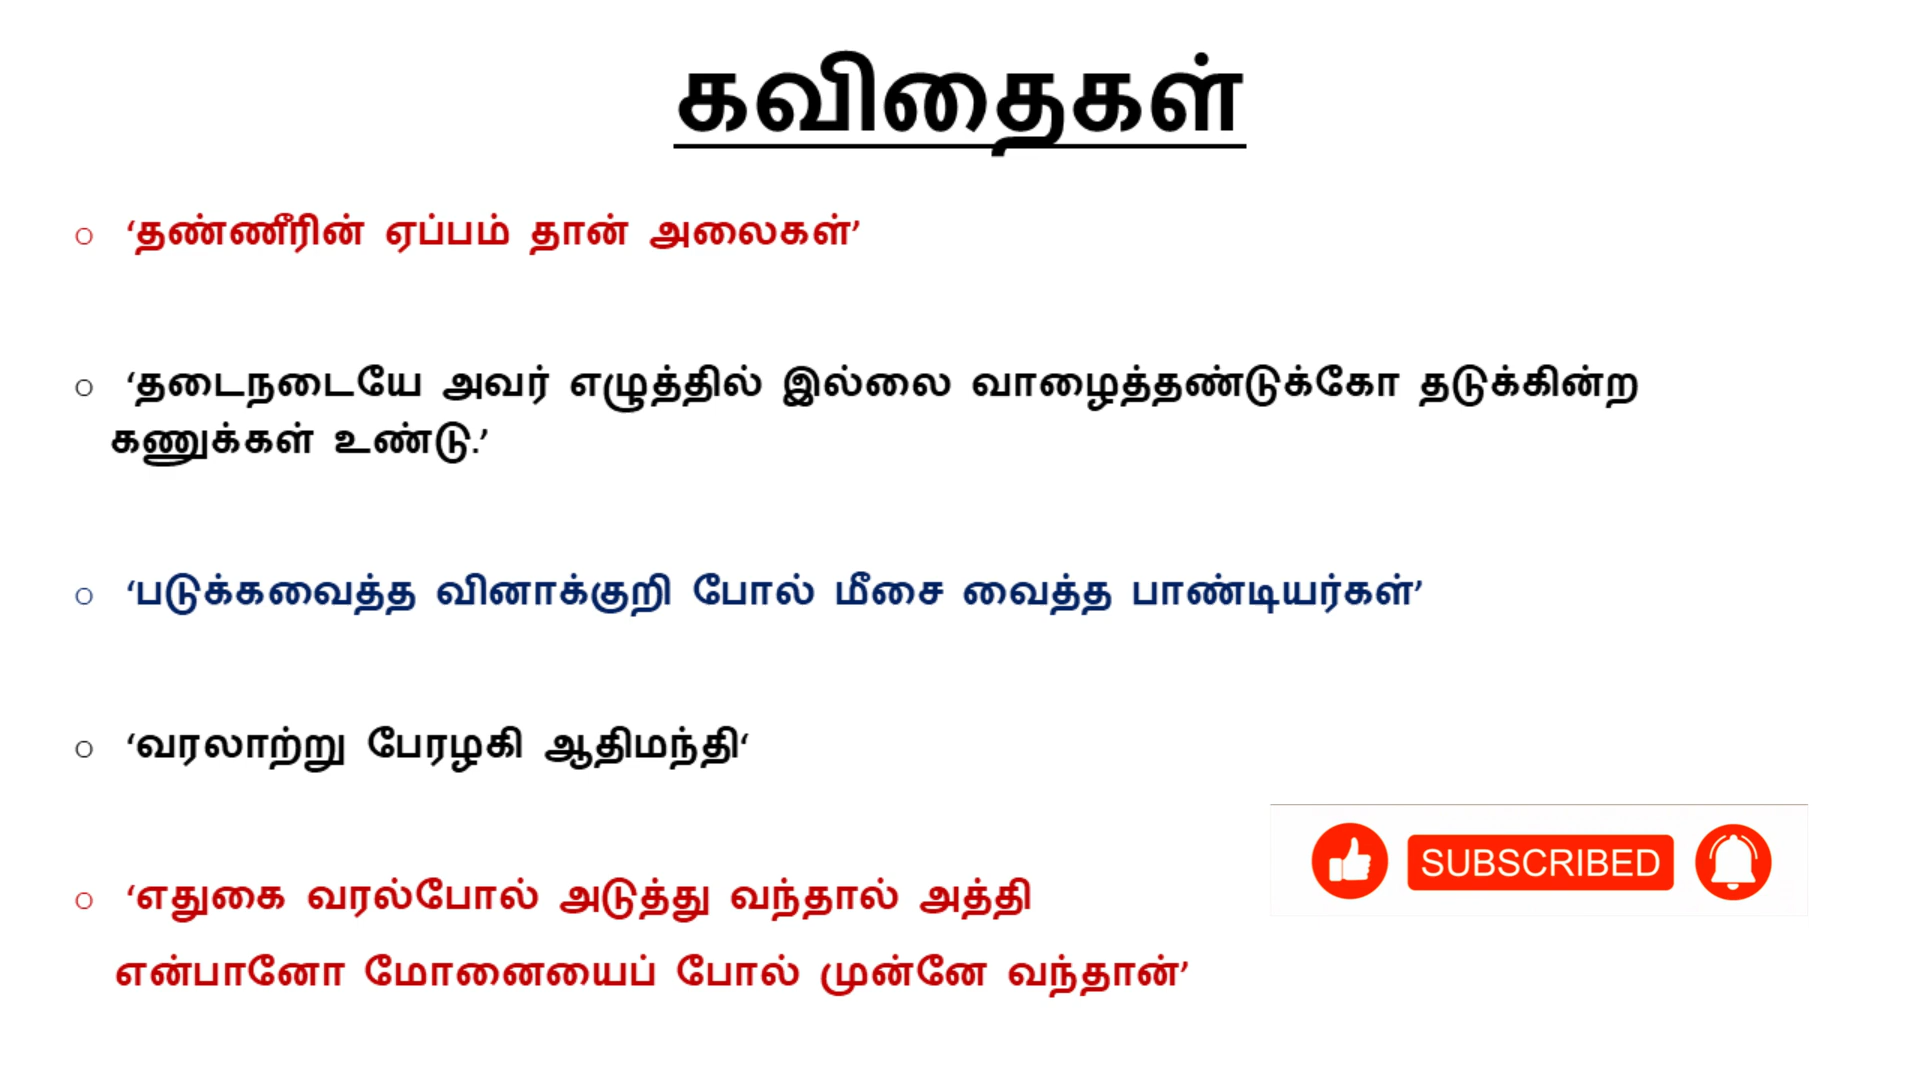 கவிதைகள்
o ‘தண்ணீரின் ஏப்பம் தான் அலைகள்’
o ‘தடைநடையே அவர் எழுத்தில் இல்லை வாழைத்தண்டுக்கோ தடுக்கின்ற
கணுக்கள் உண்டு.’
o ‘படுக்கவைத்த வினாக்குறி போல் மீசை வைத்த பாண்டியர்கள்’
o ‘வரலாற்று பேரழகி ஆதிமந்தி‘
o ‘எதுகை வரல்போல் அடுத்து வந்தால் அத்தி
என்பானோ மோனையைப் போல் முன்னே வந்தான்’
SUBSCRIBED